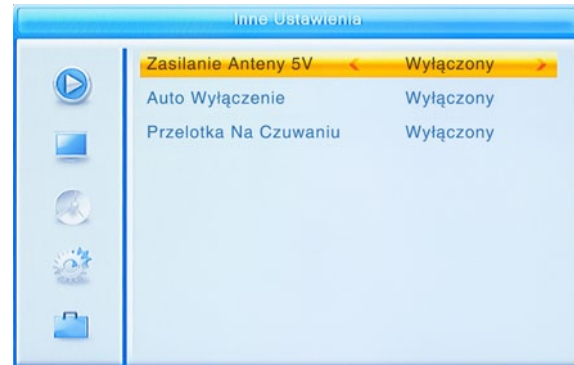 Inne Ustawienia
Zasilanie Anteny 5V < Wyłączony >
Auto Wyłączenie Wyłączony
Przelotka Na Czuwaniu Wyłączony